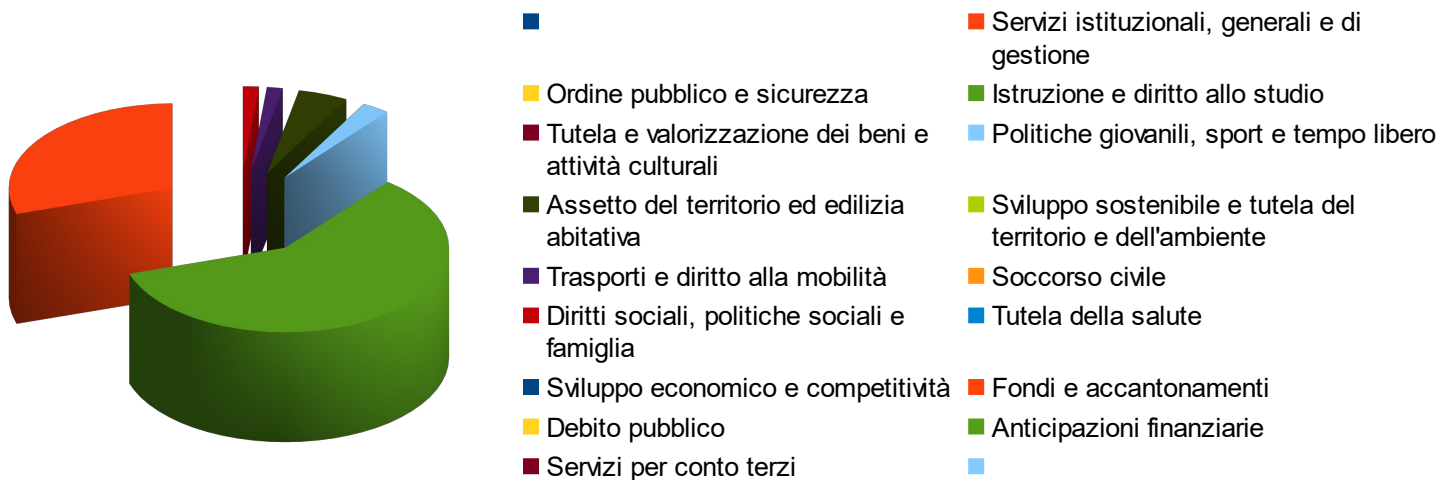 Servizi istituzionali, generali e di
gestione
Ordine pubblico e sicurezza
Istruzione e diritto allo studio
Tutela e valorizzazione dei beni e
attività culturali
Politiche giovanili, sport e tempo libero
Assetto del territorio ed edilizia
abitativa
Sviluppo sostenibile e tutela del
territorio e dell'ambiente
Trasporti e diritto alla mobilità
Soccorso civile
Diritti sociali, politiche sociali e
famiglia
Tutela della salute
Sviluppo economico e competitività
Fondi e accantonamenti
Debito pubblico
Anticipazioni finanziarie
Servizi per conto terzi